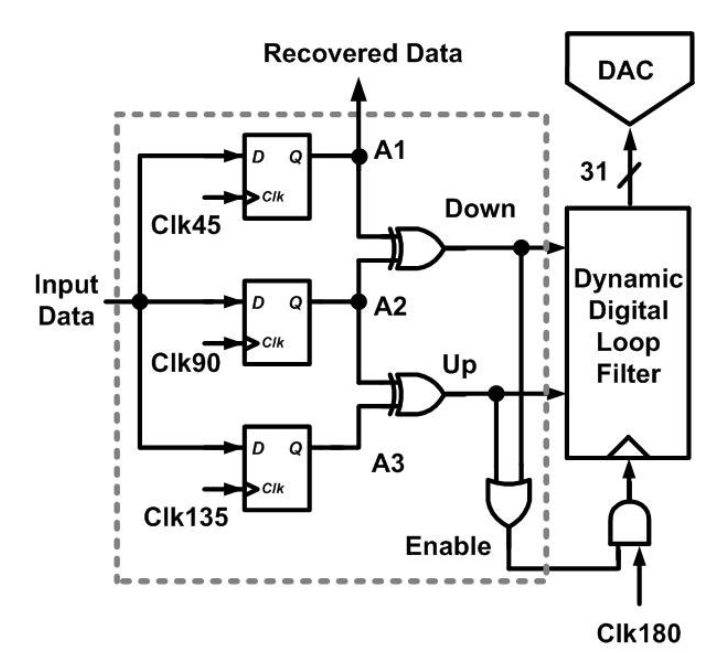 Recovered Data
DAC
31
D Q
A1
Clk
Clk45
Down
Input
Data
D Q
A2
Clk
Clk90
Dynamic
Digital
Loop
Filter
Up
D Q
A3
Clk
Clk135
Enable
Clk180